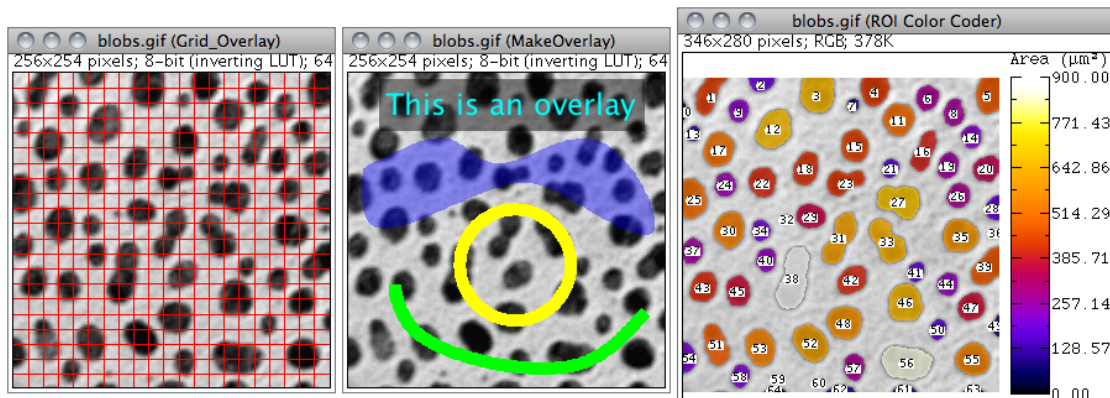 blobs.gif (Grid_Overlay)
256x254 pixels; 8-bit (inverting LUT); 64
blobs.gif (MakeOverlay)
256x254 pixels; 8-bit (inverting LUT); 64
This is an overlay
blobs.gif (ROI Color Coder)
346x280 pixels; RGB; 378K
Area (µm²)
900.00
771.43
642.86
514.29
385.71
257.14
128.57
0.00
1 2 3 4 5 6 7 8 9
11 12 13 14 15 16 17 18 19 20
21 22 23 24 25 26 27 28 29 30
31 32 33 34 35 36 37 38 39 40
41 42 43 44 45 46 47 48
50 51 52 53 54 55 56 57 58 59
60 61 62 63 64